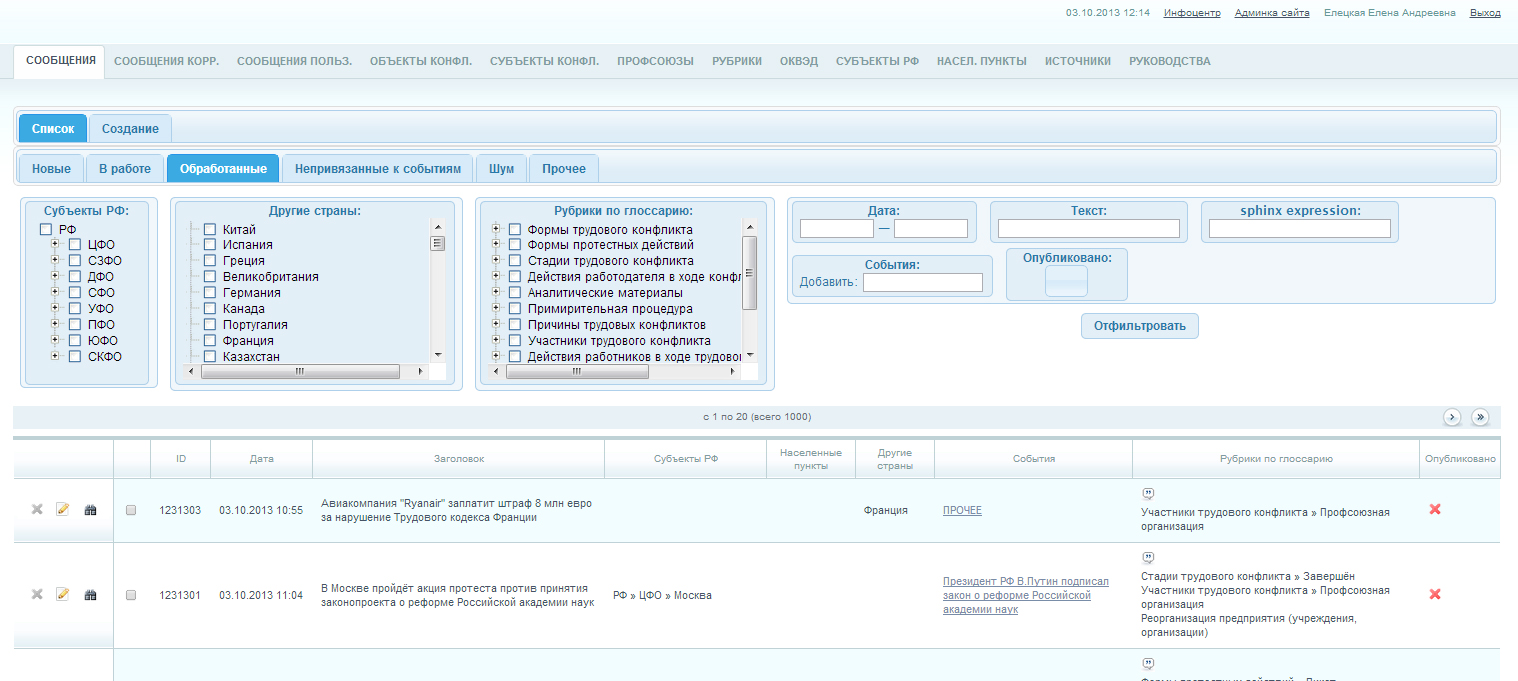 03.10.2013 12:14 Инфоцентр Админка сайта Елецкая Елена Андреевна Выход
СООБЩЕНИЯ СООБЩЕНИЯ КОРР. СООБЩЕНИЯ ПОЛЬЗ. ОБЪЕКТЫ КОНФЛ. СУБЪЕКТЫ КОНФЛ. ПРОФСОЮЗЫ РУБРИКИ ОКВЭД СУБЪЕКТЫ РФ НАСЕЛ. ПУНКТЫ ИСТОЧНИКИ РУКОВОДСТВА
Список Создание
Новые В работе Обработанные Непривязанные к событиям Шум Прочее
Субъекты РФ:
РФ
ЦФО
СЗФО
ДФО
СФО
УФО
ПФО
ЮФО
СКФО
Другие страны:
Китай
Испания
Греция
Великобритания
Германия
Канада
Португалия
Франция
Казахстан
Рубрики по глоссарию:
Формы трудового конфликта
Формы протестных действий
Стадии трудового конфликта
Действия работодателя в ходе конфл
Аналитические материалы
Примирительная процедура
Причины трудовых конфликтов
Участники трудового конфликта
Действия работников в ходе трудово
Дата:
—
Текст:
sphinx expression:
События:
Добавить:
Опубликовано:
Отфильтровать
с 1 по 20 (всего 1000)
ID Дата Заголовок Субъекты РФ Населенные пункты Другие страны События Рубрики по глоссарию Опубликовано
1231303 03.10.2013 10:55
Авиакомпания "Ryanair" заплатит штраф 8 млн евро
за нарушение Трудового кодекса Франции
Франция
ПРОЧЕЕ
Участники трудового конфликта » Профсоюзная
организация
1231301 03.10.2013 11:04
В Москве пройдёт акция протеста против принятия
законопроекта о реформе Российской академии наук
РФ » ЦФО » Москва
Президент РФ В.Путин подписал
закон о реформе Российской
академии наук
Стадии трудового конфликта » Завершён
Участники трудового конфликта » Профсоюзная
организация
Реорганизация предприятия (учреждения,
организации)
Формы протестных действий » Пикет